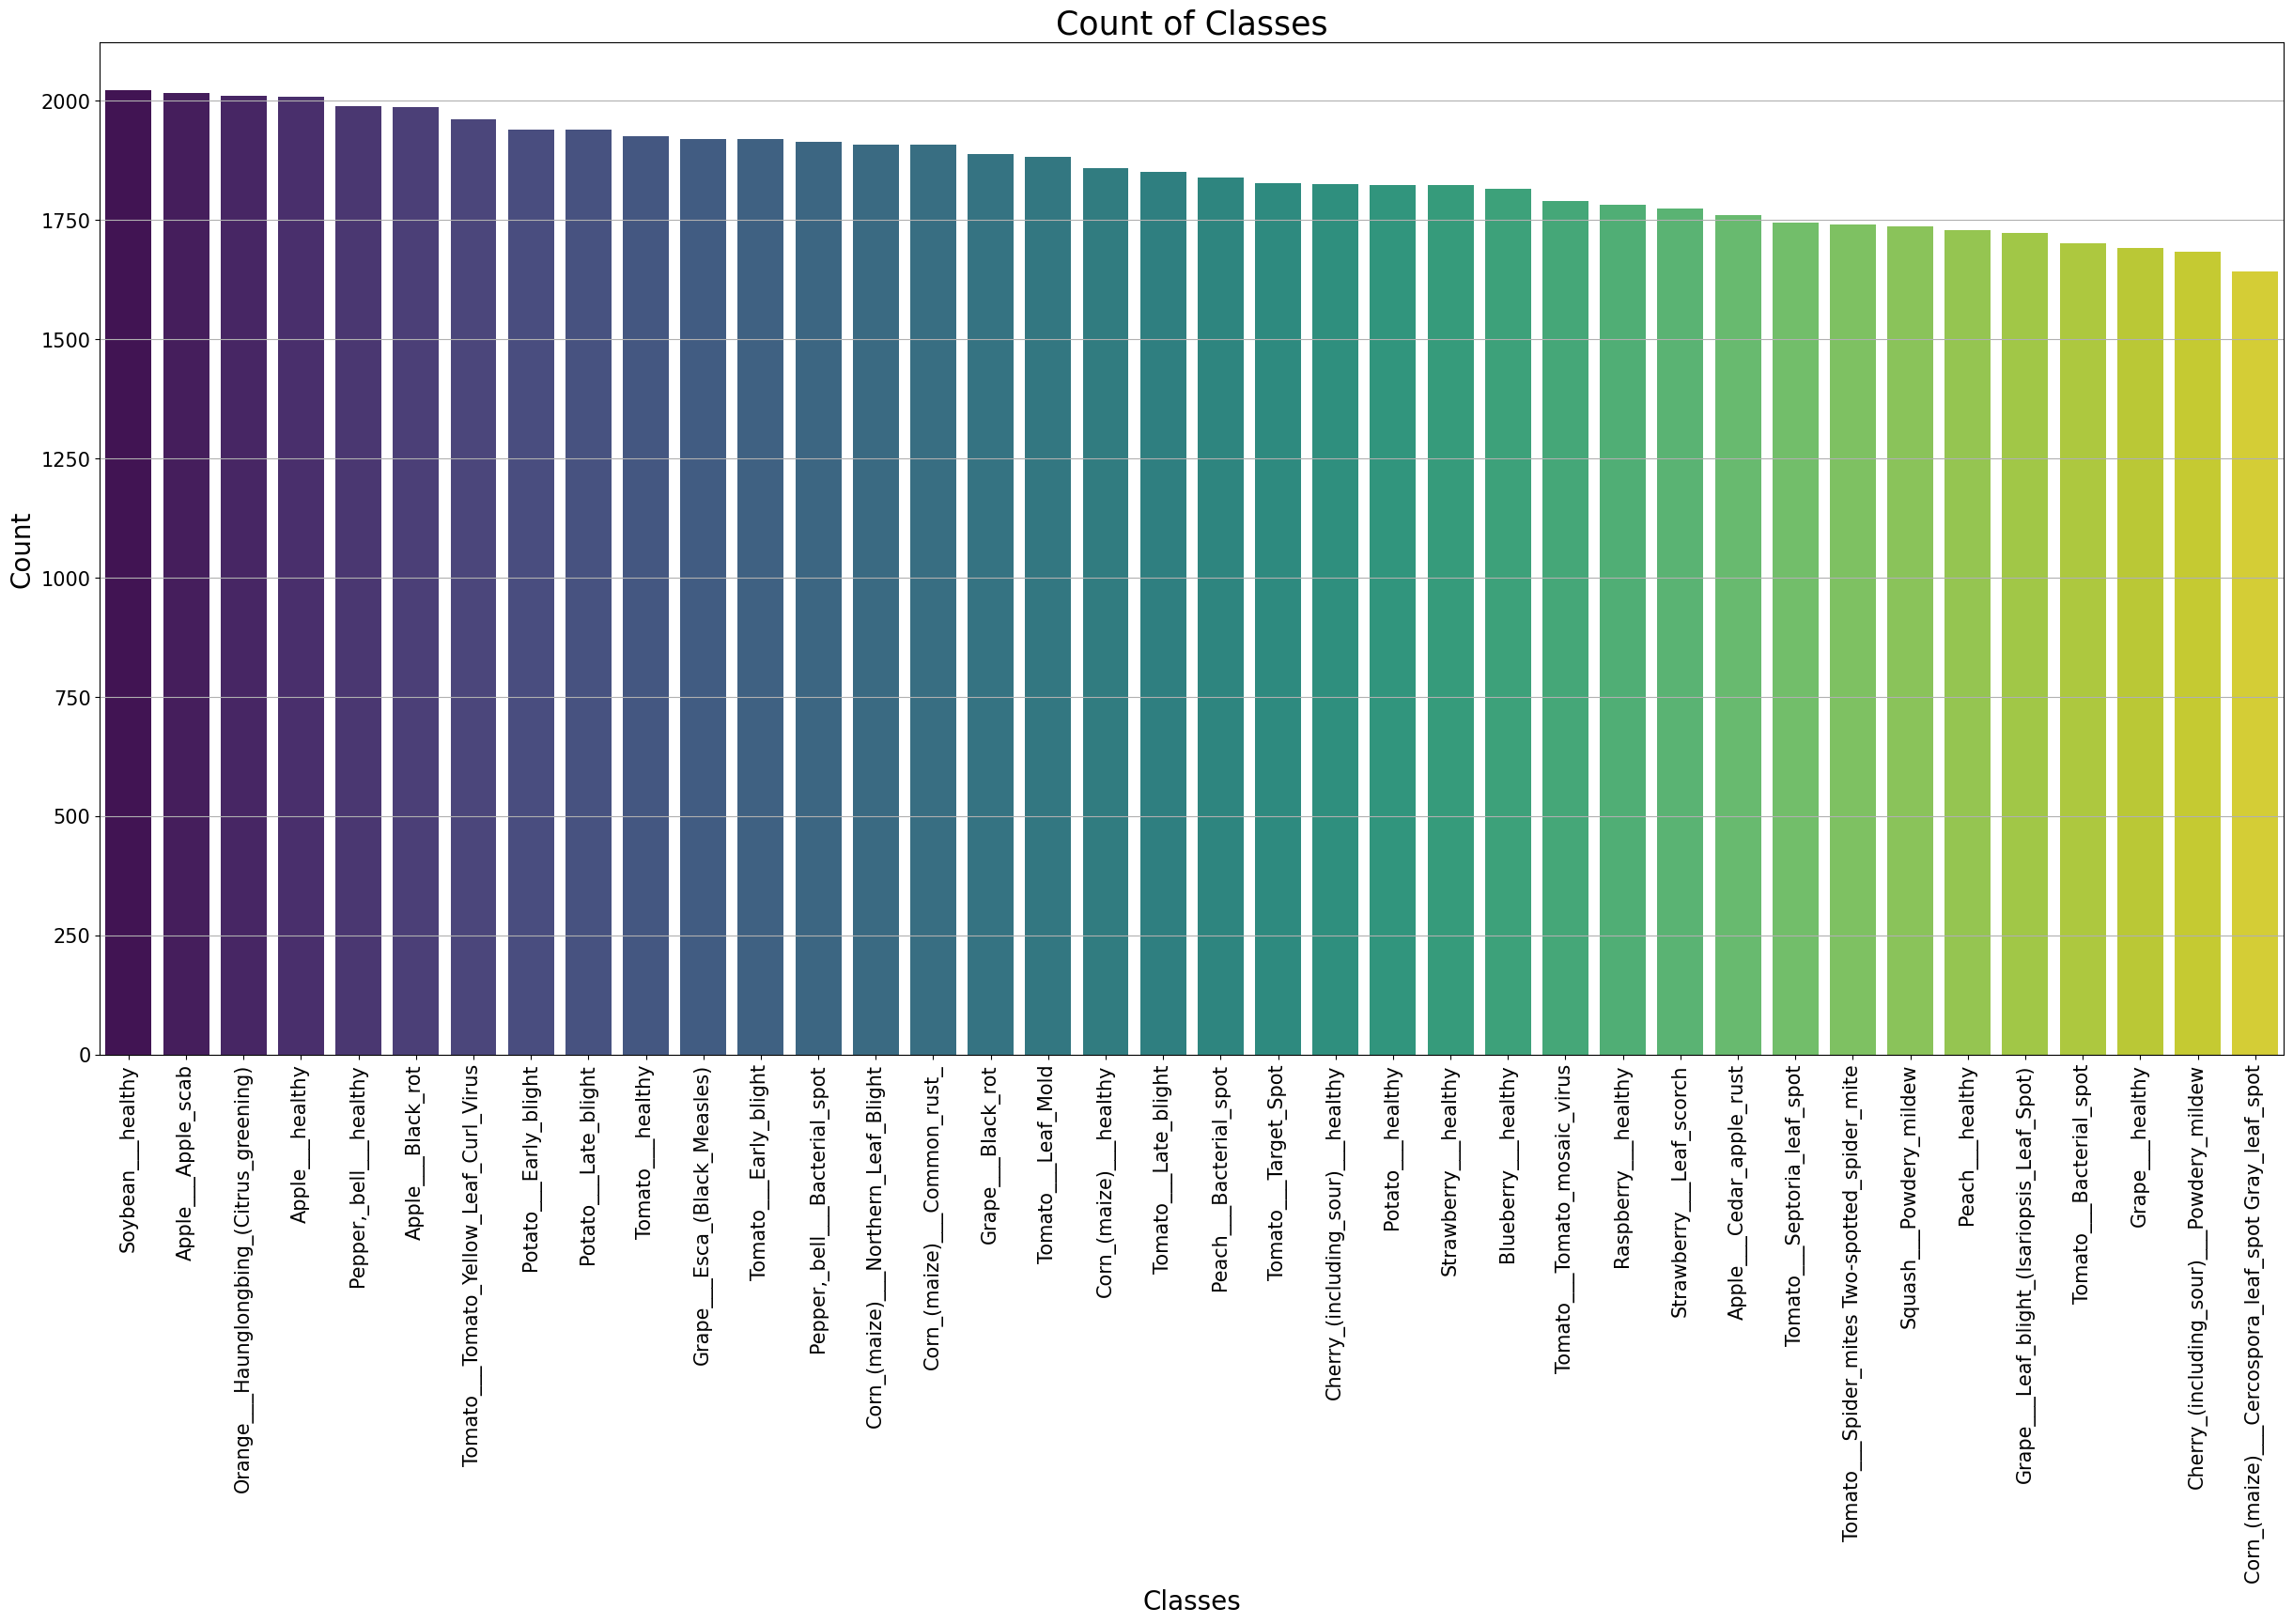 Count of Classes
Count
2000
1750
1500
1250
1000
750
500
250
0
Soybean___healthy
Apple___Apple_scab
Orange___Haunglongbing_(Citrus_greening)
Apple___healthy
Pepper,_bell___healthy
Apple___Black_rot
Tomato___Tomato_Yellow_Leaf_Curl_Virus
Potato___Early_blight
Potato___Late_blight
Tomato___healthy
Grape___Esca_(Black_Measles)
Tomato___Early_blight
Pepper,_bell___Bacterial_spot
Corn_(maize)___Northern_Leaf_Blight
Corn_(maize)___Common_rust_
Grape___Black_rot
Tomato___Leaf_Mold
Corn_(maize)___healthy
Tomato___Late_blight
Peach___Bacterial_spot
Tomato___Target_Spot
Cherry_(including_sour)___healthy
Potato___healthy
Strawberry___healthy
Blueberry___healthy
Tomato___Tomato_mosaic_virus
Raspberry___healthy
Strawberry___Leaf_scorch
Apple___Cedar_apple_rust
Tomato___Septoria_leaf_spot
Tomato___Spider_mites Two-spotted_spider_mite
Squash___Powdery_mildew
Peach___healthy
Grape___Leaf_blight_(Isariopsis_Leaf_Spot)
Tomato___Bacterial_spot
Grape___healthy
Cherry_(including_sour)___Powdery_mildew
Corn_(maize)___Cercospora_leaf_spot Gray_leaf_spot
Classes